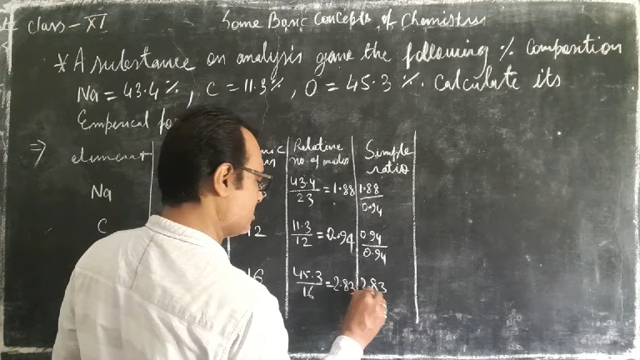 Class-XI Some Basic Concepts of Chemistry
* A substance on analysis gave the following % composition
Na = 43.4 %, C = 11.3 %, O = 45.3 %. Calculate its
Emperical
⇒ element Relative no. of moles Simple ratio
Na 43.4/23 = 1.88 1.88/0.94
C 12 11.3/12 = 0.94 0.94/0.94
16 45.3/16 = 2.83 2.83